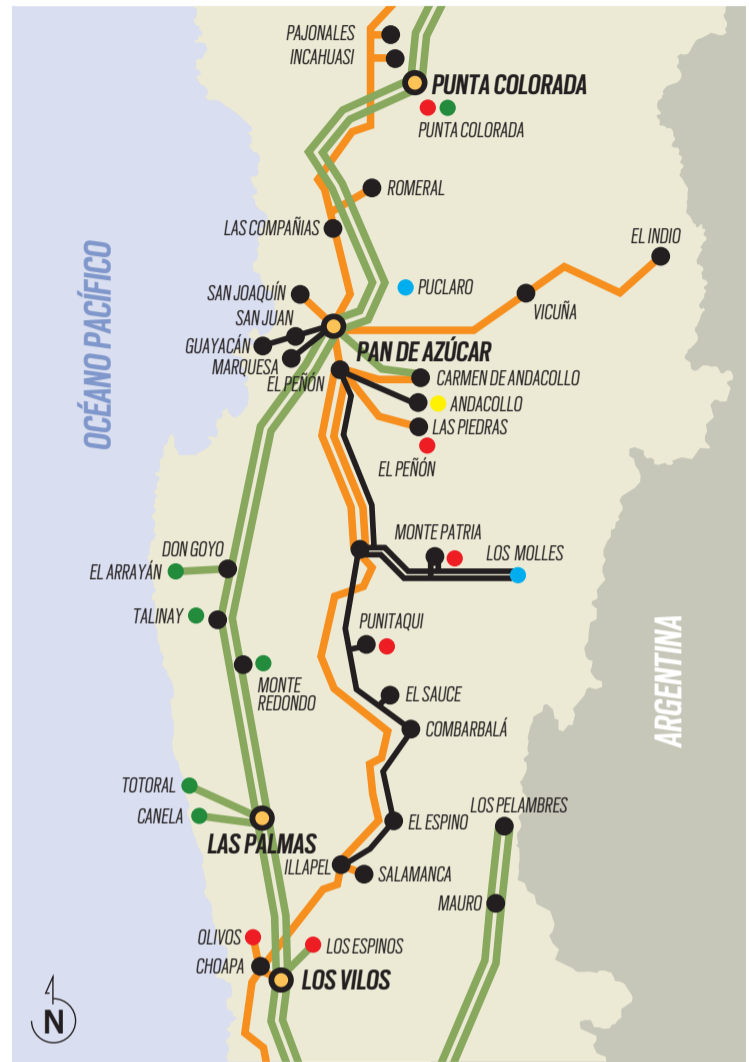 PAJONALES
INCAHUASI
PUNTA COLORADA
PUNTA COLORADA
ROMERAL
LAS COMPAÑIAS
EL INDIO
OCÉANO PACÍFICO
SAN JOAQUÍN
PUCLARO
VICUÑA
SAN JUAN
GUAYACÁN
MARQUESA
PAN DE AZÚCAR
EL PEÑÓN
CARMEN DE ANDACOLLO
ANDACOLLO
LAS PIEDRAS
EL PEÑÓN
MONTE PATRIA
DON GOYO
LOS MOLLES
EL ARRAYÁN
TALINAY
PUNITAQUI
ARGENTINA
MONTE
REDONDO
EL SAUCE
COMBARBALÁ
TOTORAL
CANELA
LOS PELAMBRES
EL ESPINO
LAS PALMAS
ILLAPEL
SALAMANCA
MAURO
OLIVOS
LOS ESPINOS
CHOAPA
LOS VILOS
N